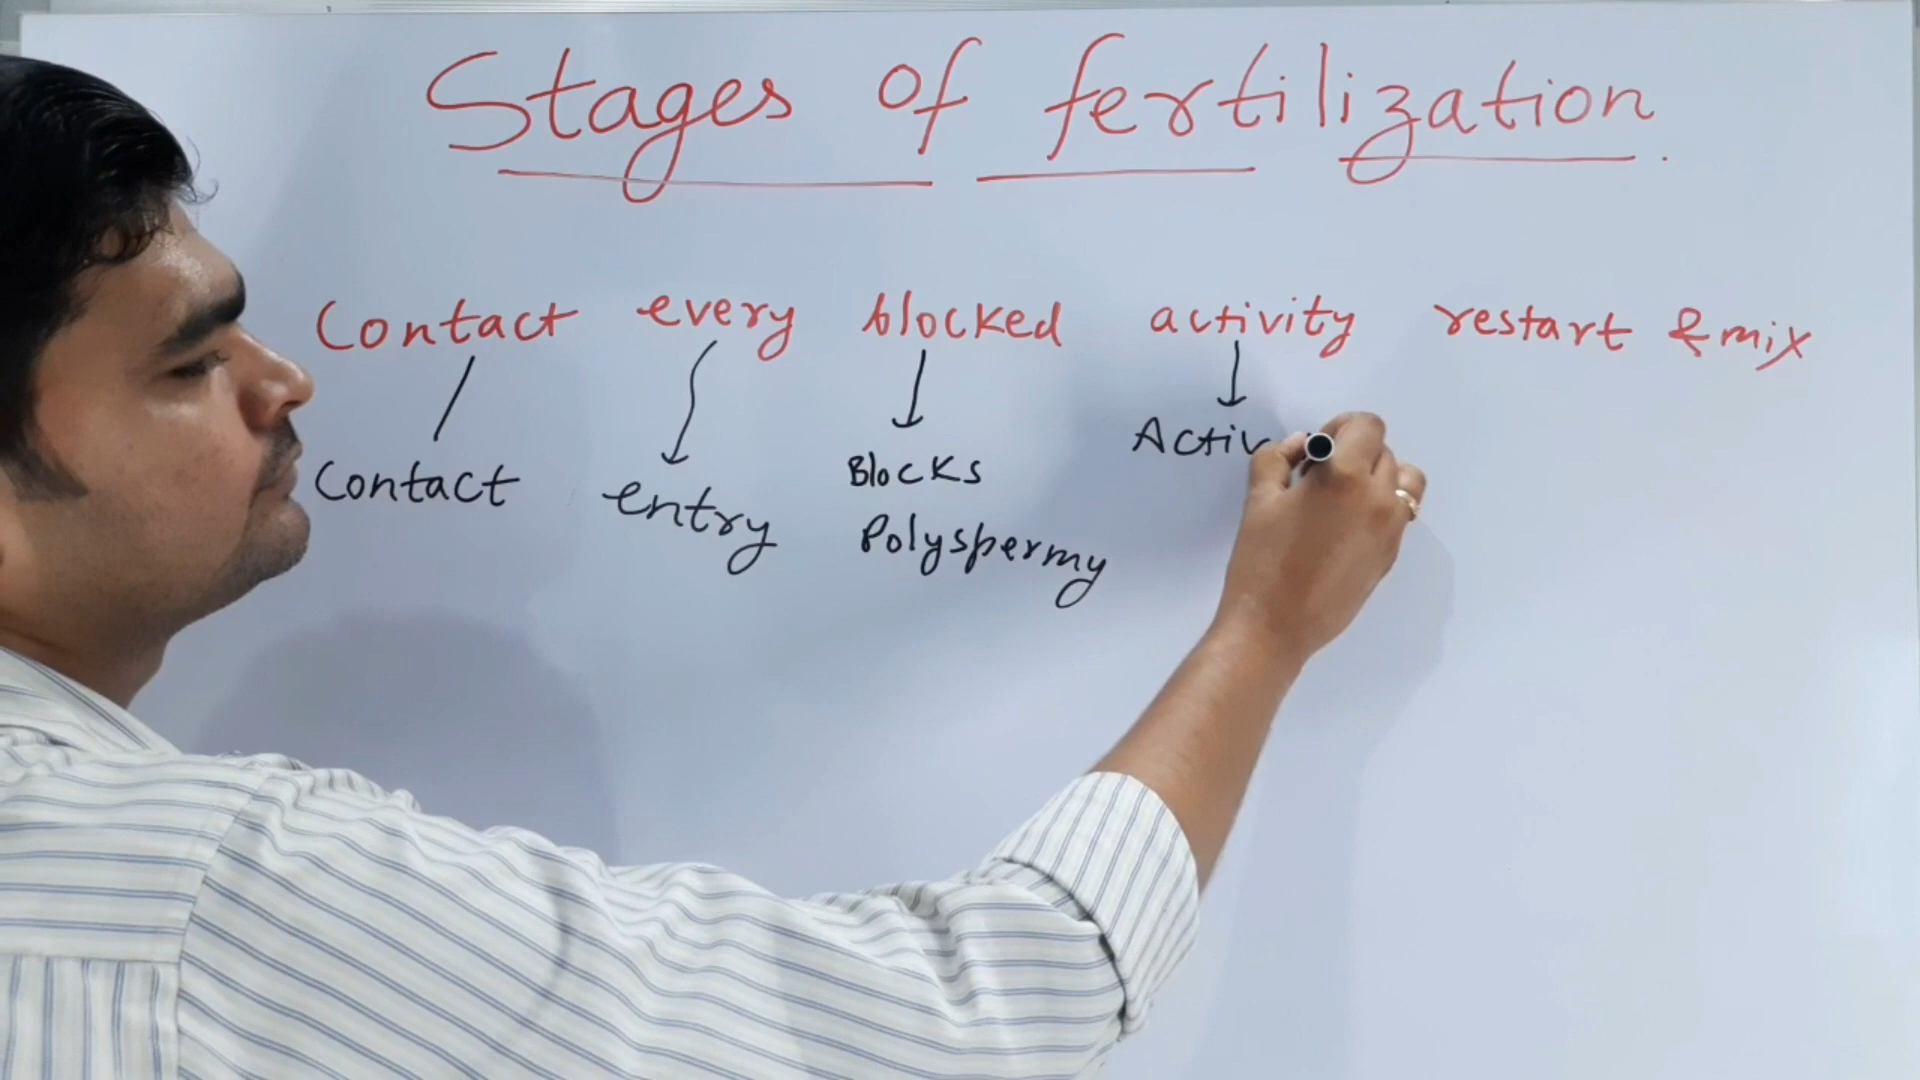 Stages of fertilization.
Contact every blocked activity restart & mix
Contact entry Blocks Activ
Polyspermy